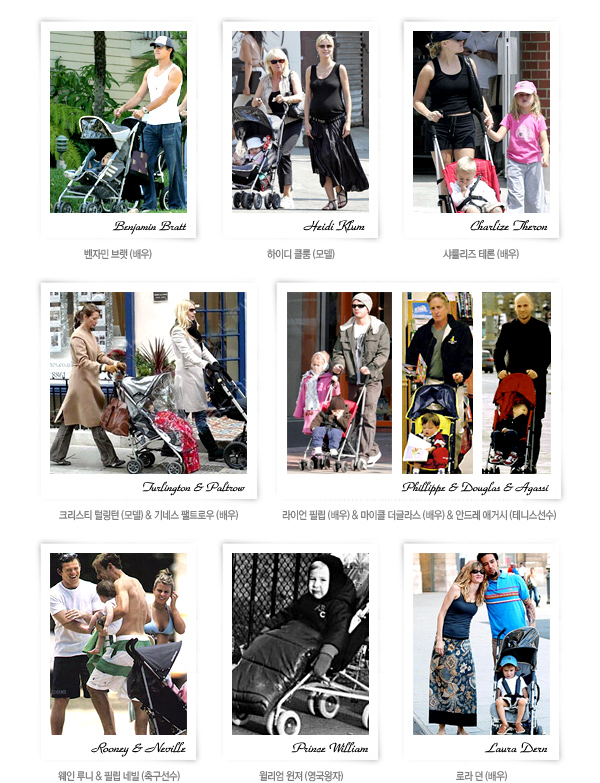 Benjamin Bratt
벤자민 브랫 (배우)
Heidi Klum
하이디 클룸 (모델)
Charlize Theron
샤를리즈 테론 (배우)
Turlington & Paltrow
크리스티 털링턴 (모델) & 기네스 팰트로우 (배우)
Phillippe & Douglas & Agassi
라이언 필립 (배우) & 마이클 더글라스 (배우) & 안드레 애거시 (테니스선수)
Rooney & Neville
웨인 루니 & 필립 네빌 (축구선수)
Prince William
윌리엄 윈저 (영국왕자)
Laura Dern
로라 던 (배우)